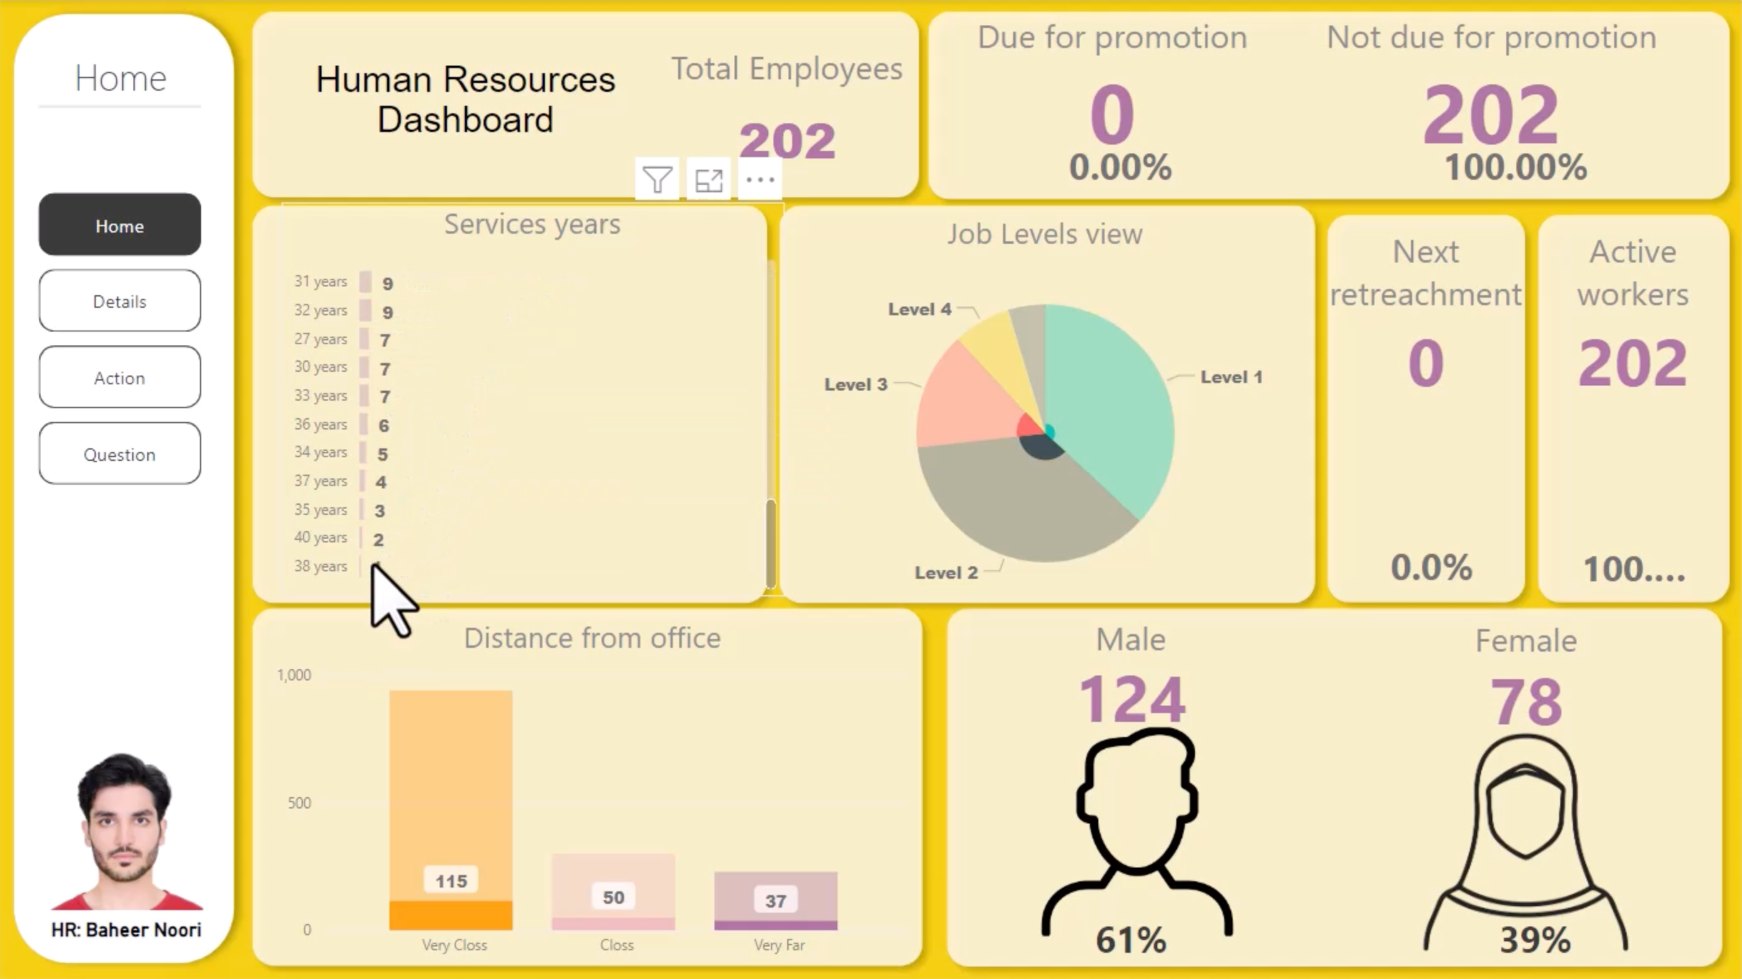 Home
Home
Details
Action
Question
HR: Baheer Noori
Human Resources
Dashboard
Total Employees
202
Due for promotion
0
0.00%
Not due for promotion
202
100.00%
Services years
31 years 9
32 years 9
27 years 7
30 years 7
33 years 7
36 years 6
34 years 5
37 years 4
35 years 3
40 years 2
38 years
Job Levels view
Level 4
Level 3
Level 1
Level 2
Next
retreachment
0
0.0%
Active
workers
202
100....
Distance from office
1,000
500
0
115
50
37
Very Closs
Closs
Very Far
Male
124
61%
Female
78
39%